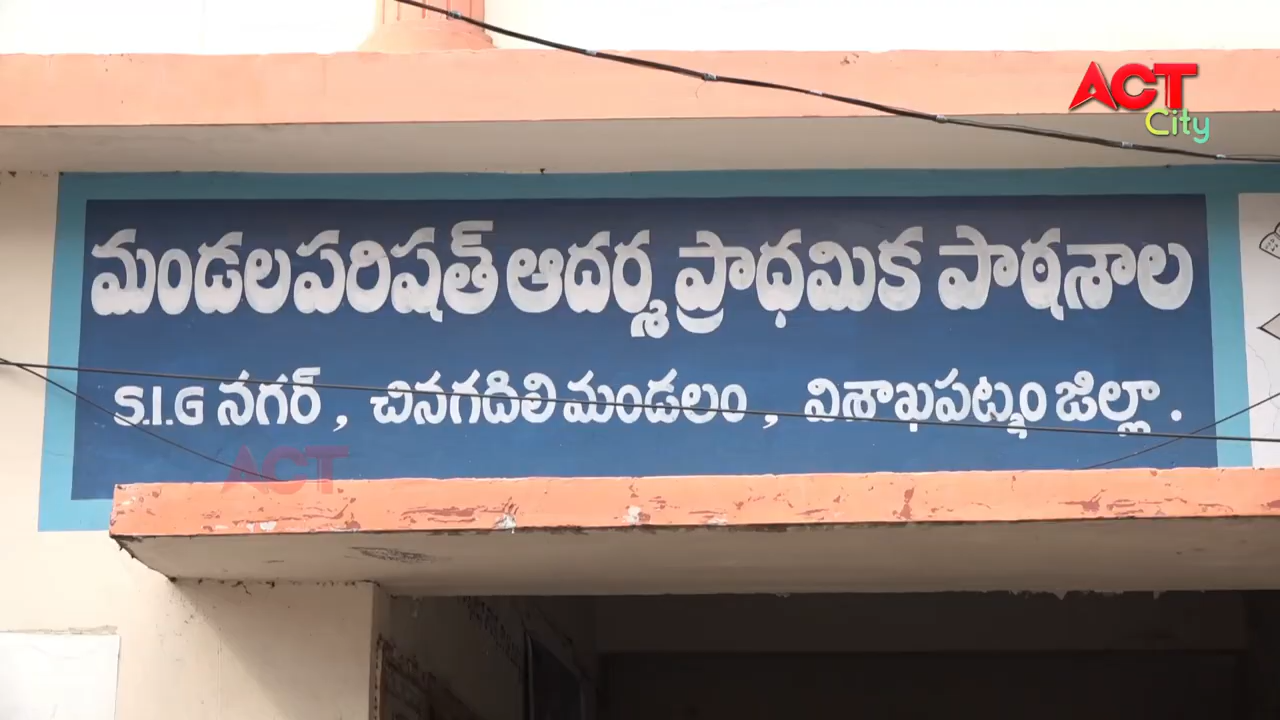 ACT
City
మండలపరిషత్ ఆదర్శ ప్రాధమిక పాఠశాల
S.I.G నగర్ , చినగదిలి మండలం , విశాఖపట్నం జిల్లా .
ACT